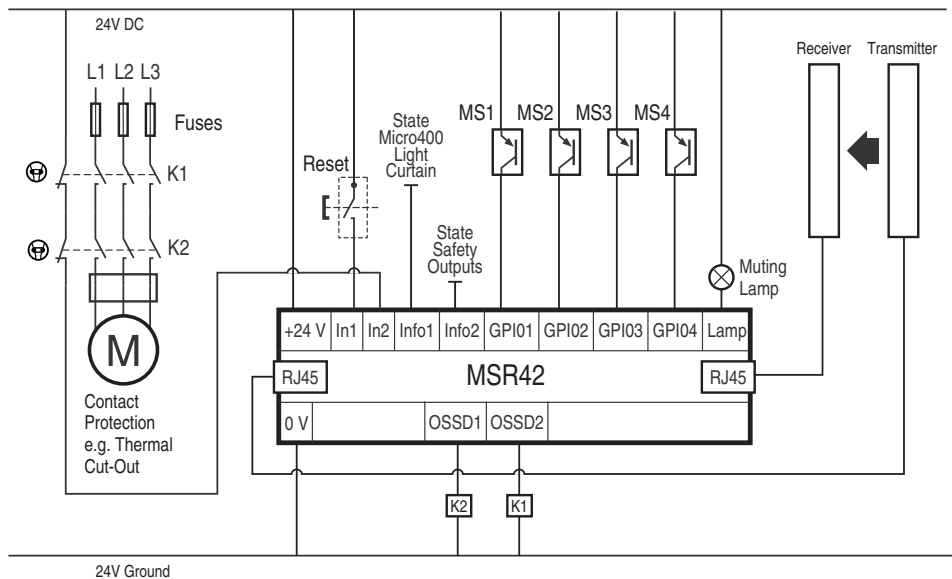 24V DC
L1 L2 L3
Fuses
K1
K2
M
Contact
Protection
e.g. Thermal
Cut-Out
Reset
State
Micro400
Light
Curtain
State
Safety
Outputs
MS1 MS2 MS3 MS4
Receiver Transmitter
Muting
Lamp
+24 V In1 In2 Info1 Info2 GPI01 GPI02 GPI03 GPI04 Lamp
RJ45 MSR42 RJ45
0 V OSSD1 OSSD2
K2 K1
24V Ground